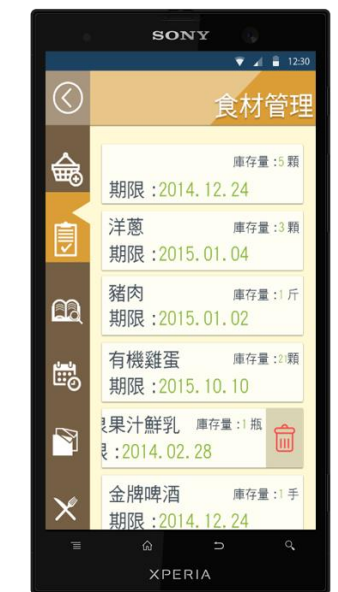 SONY
12:30
食材管理
庫存量:5 顆
期限:2014.12.24
洋蔥 庫存量:3 顆
期限:2015.01.04
豬肉 庫存量:1 斤
期限:2015.01.02
有機雞蛋 庫存量:2 顆
期限:2015.10.10
果汁鮮乳 庫存量:1 瓶
:2014.02.28
金牌啤酒 庫存量:1 手
期限:2014.12.24
XPERIA